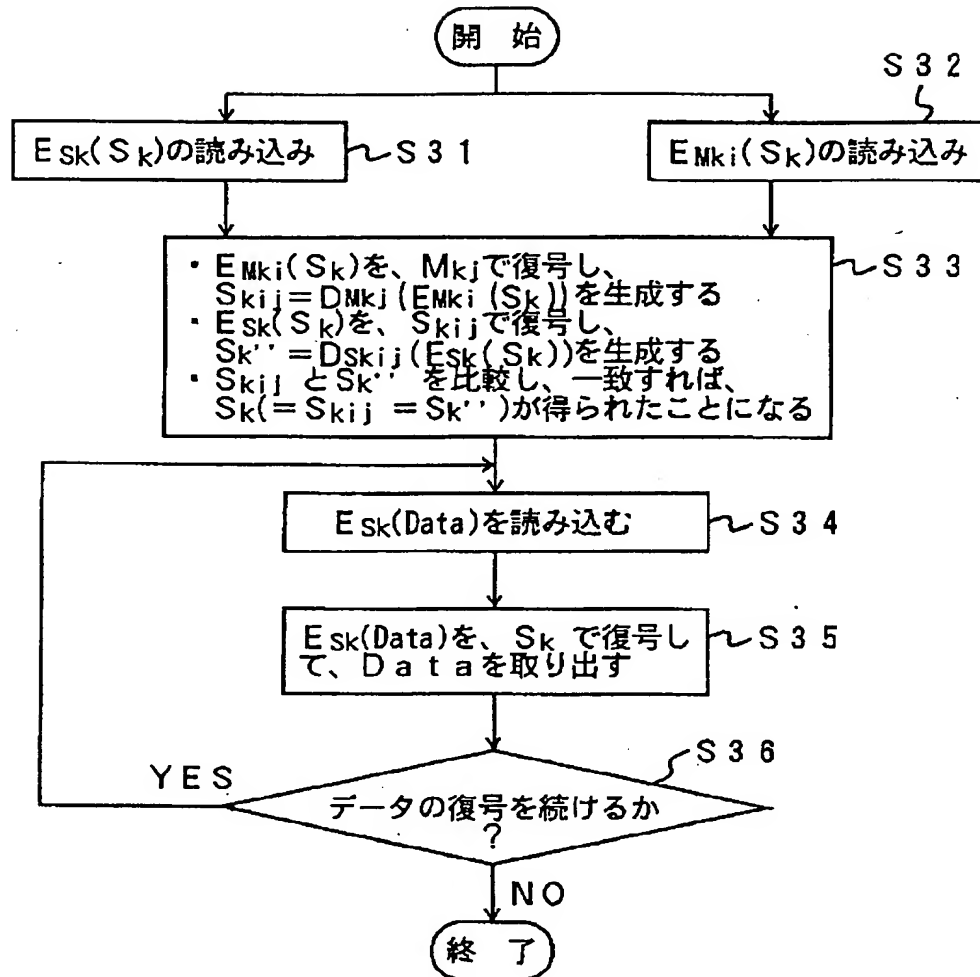 開 始
S32
ESk(Sk)の読み込み
S31
EMki(Sk)の読み込み
・EMki(Sk)を、Mkjで復号し、
S33
Skij=DMkj(EMki(Sk))を生成する
・ESk(Sk)を、Skijで復号し、
Sk''=DSkij(ESk(Sk))を生成する
・SkijとSk''を比較し、一致すれば、
Sk(=Skij=Sk'')が得られたことになる
ESk(Data)を読み込む
S34
ESk(Data)を、Skで復号し
S35
て、Dataを取り出す
S36
YES
データの復号を続けるか
?
NO
終 了